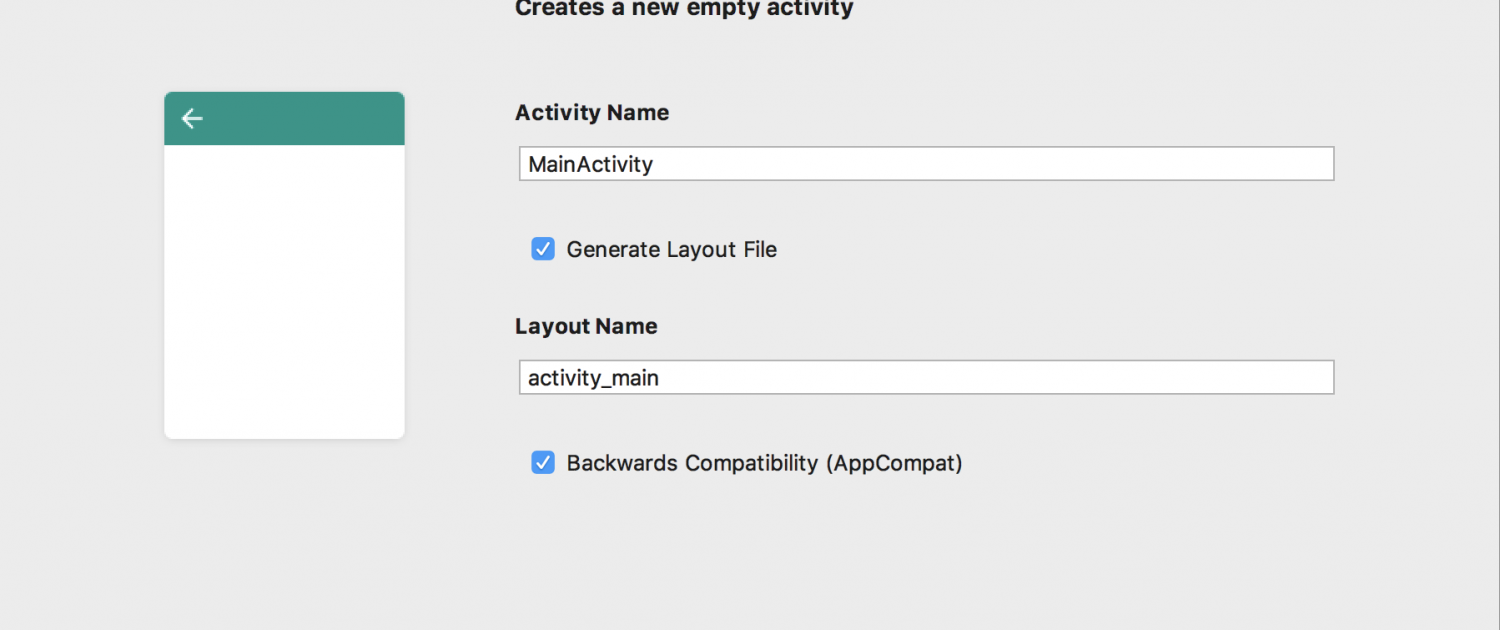 Creates a new empty activity
Activity Name
MainActivity
Generate Layout File
Layout Name
activity_main
Backwards Compatibility (AppCompat)